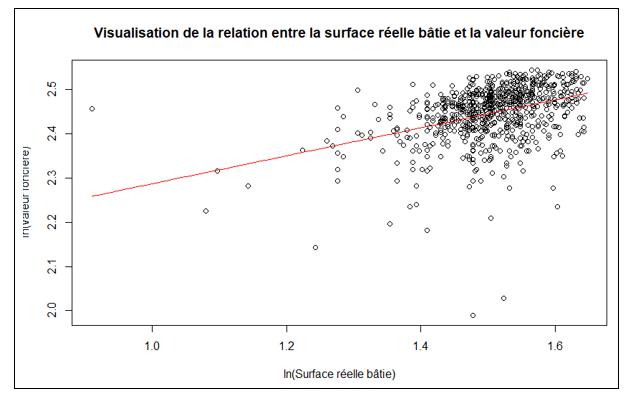 Visualisation de la relation entre la surface réelle bâtie et la valeur foncière
2.5
2.4
2.3
2.2
2.1
2.0
ln(Valeur foncière)
1.0 1.2 1.4 1.6
ln(Surface réelle bâtie)